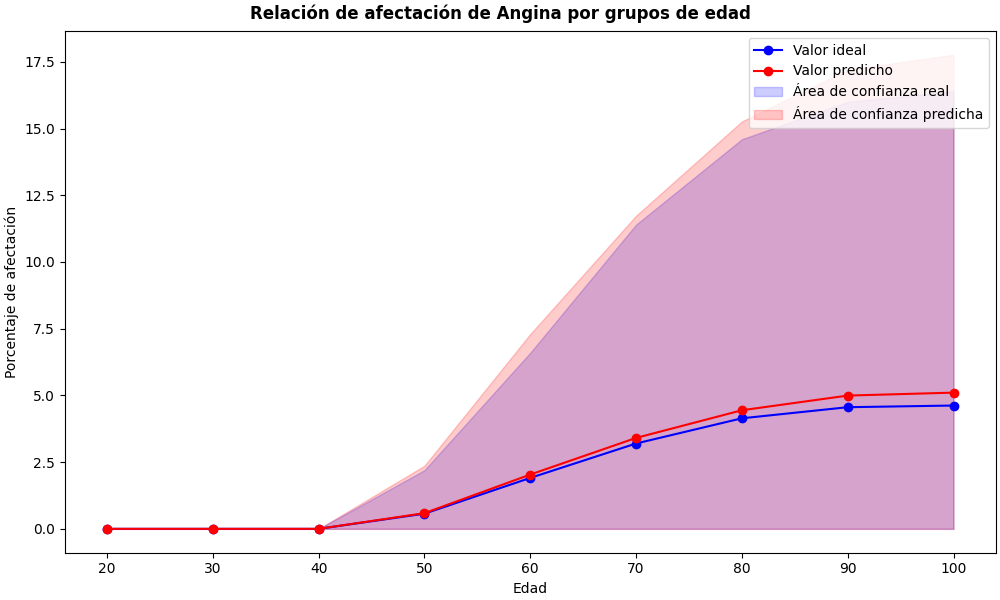 Relación de afectación de Angina por grupos de edad
Valor ideal
Valor predicho
Área de confianza real
Área de confianza predicha
Porcentaje de afectación
17.5
15.0
12.5
10.0
7.5
5.0
2.5
0.0
20 30 40 50 60 70 80 90 100
Edad